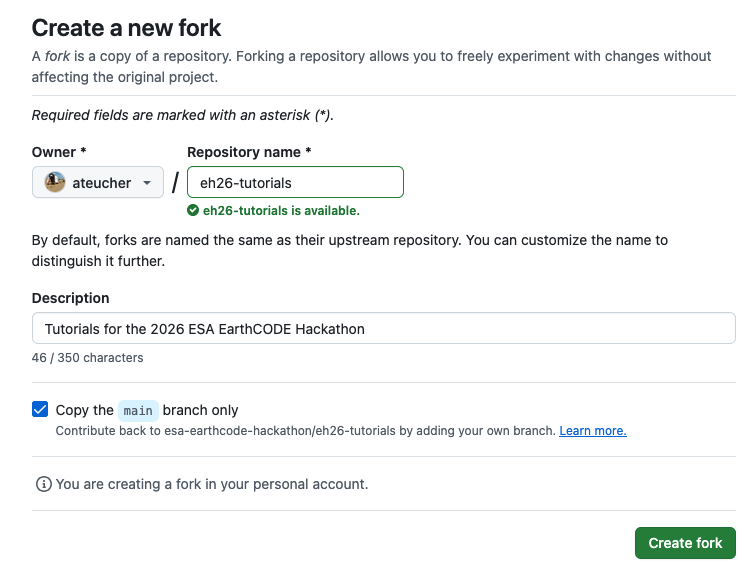 Create a new fork
A fork is a copy of a repository. Forking a repository allows you to freely experiment with changes without
affecting the original project.
Required fields are marked with an asterisk (*).
Owner * Repository name *
ateucher / eh26-tutorials
eh26-tutorials is available.
By default, forks are named the same as their upstream repository. You can customize the name to
distinguish it further.
Description
Tutorials for the 2026 ESA EarthCODE Hackathon
46 / 350 characters
Copy the main branch only
Contribute back to esa-earthcode-hackathon/eh26-tutorials by adding your own branch. Learn more.
You are creating a fork in your personal account.
Create fork